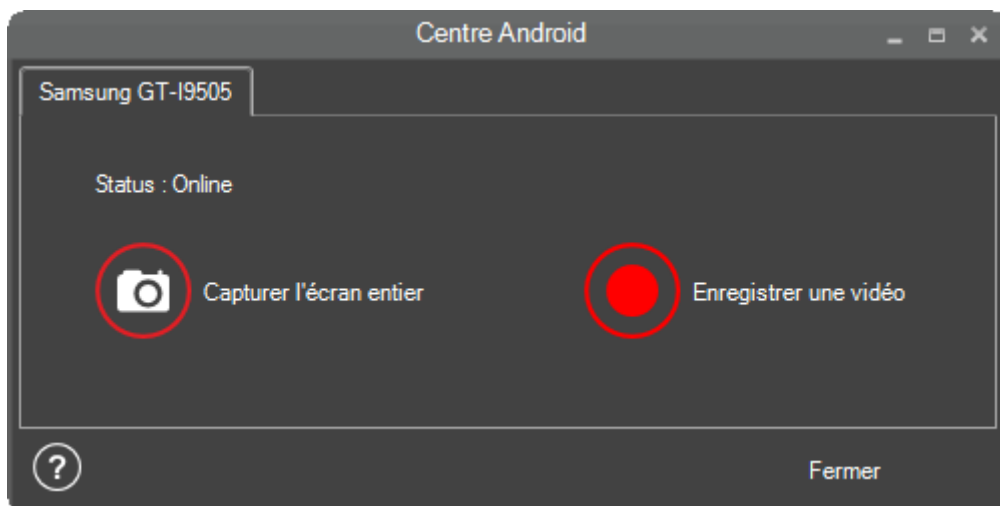 Centre Android
Samsung GT-I9505
Status : Online
Capturer l'écran entier
Enregistrer une vidéo
?
Fermer